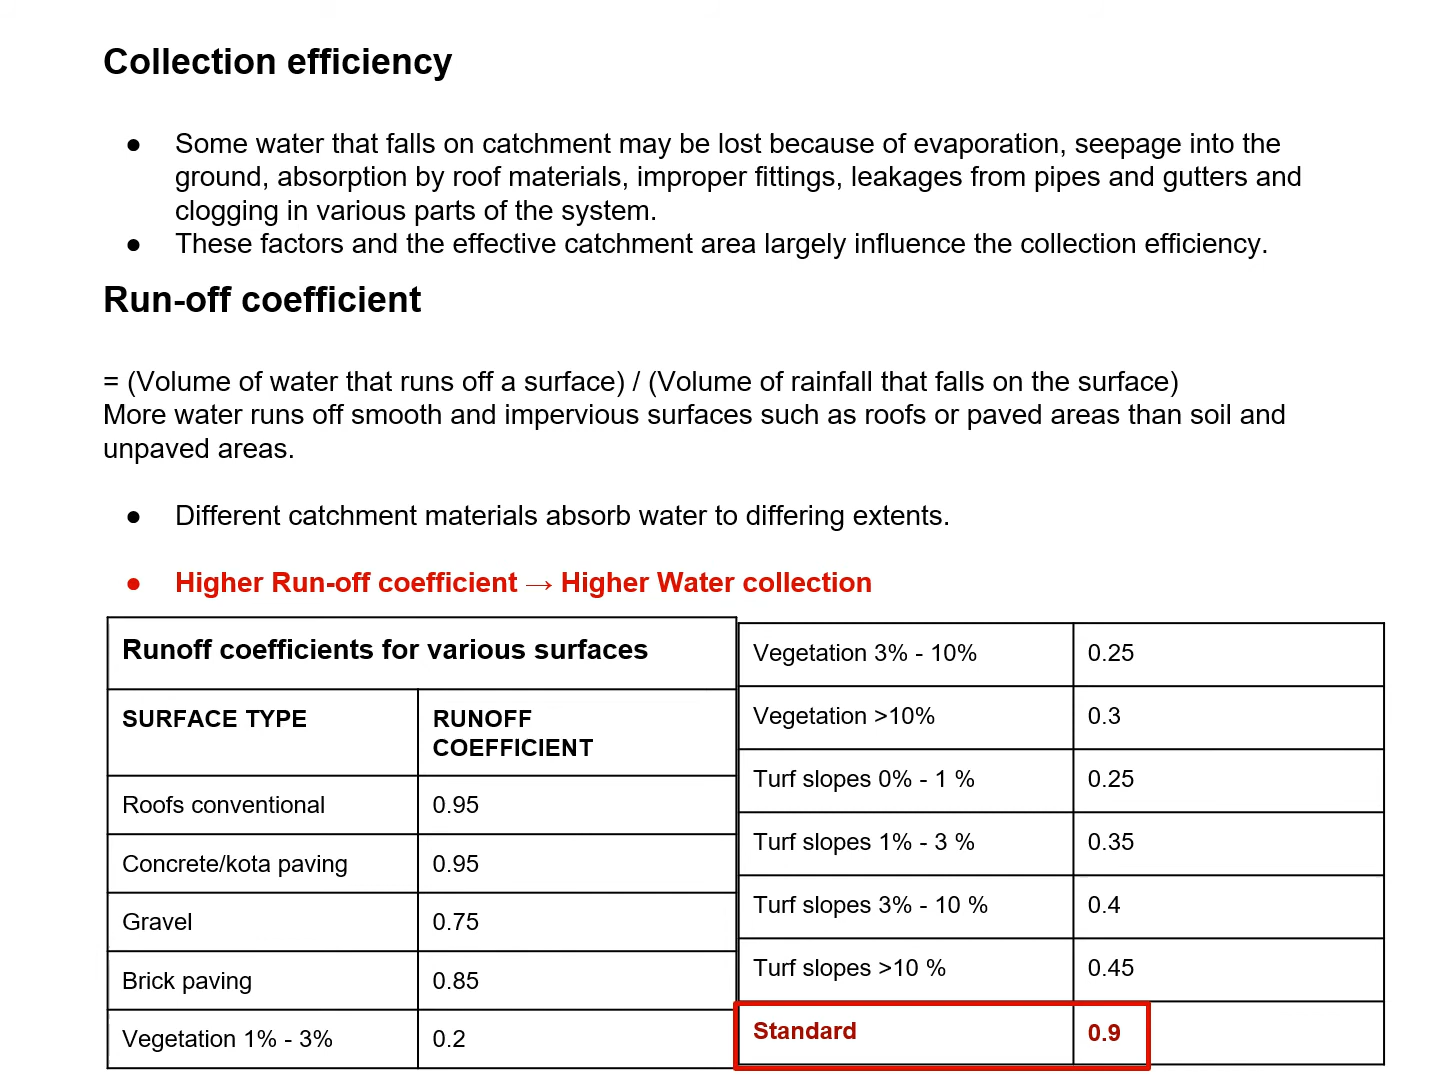 Collection efficiency
● Some water that falls on catchment may be lost because of evaporation, seepage into the
ground, absorption by roof materials, improper fittings, leakages from pipes and gutters and
clogging in various parts of the system.
● These factors and the effective catchment area largely influence the collection efficiency.
Run-off coefficient
= (Volume of water that runs off a surface) / (Volume of rainfall that falls on the surface)
More water runs off smooth and impervious surfaces such as roofs or paved areas than soil and
unpaved areas.
● Different catchment materials absorb water to differing extents.
● Higher Run-off coefficient → Higher Water collection
Runoff coefficients for various surfaces
SURFACE TYPE RUNOFF
COEFFICIENT
Roofs conventional 0.95
Concrete/kota paving 0.95
Gravel 0.75
Brick paving 0.85
Vegetation 1% - 3% 0.2
Vegetation 3% - 10% 0.25
Vegetation >10% 0.3
Turf slopes 0% - 1 % 0.25
Turf slopes 1% - 3 % 0.35
Turf slopes 3% - 10 % 0.4
Turf slopes >10 % 0.45
Standard 0.9